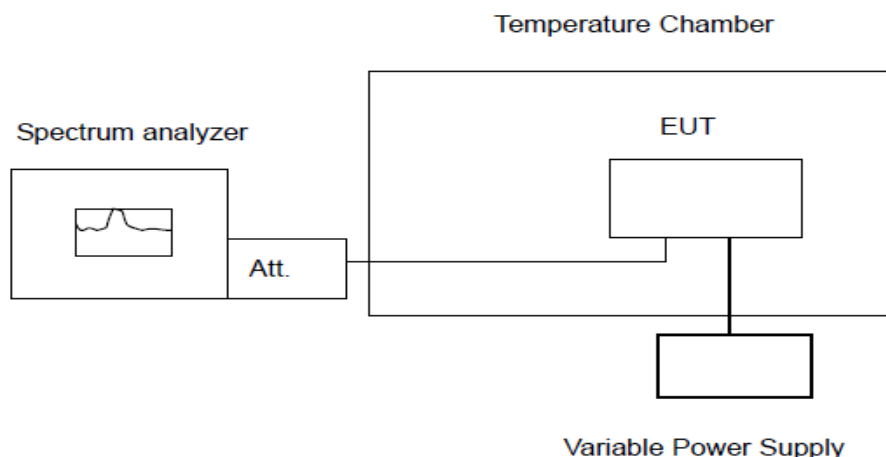 Temperature Chamber
Spectrum analyzer
EUT
Att.
Variable Power Supply